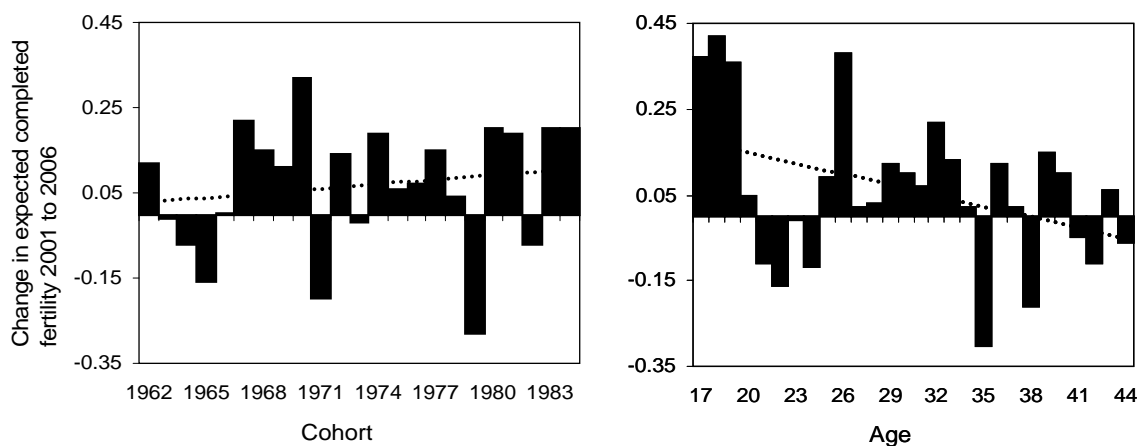 Change in expected completed
fertility 2001 to 2006
0.45
0.25
0.05
-0.15
-0.35
1962 1965 1968 1971 1974 1977 1980 1983
Cohort
0.45
0.25
0.05
-0.15
-0.35
17 20 23 26 29 32 35 38 41 44
Age